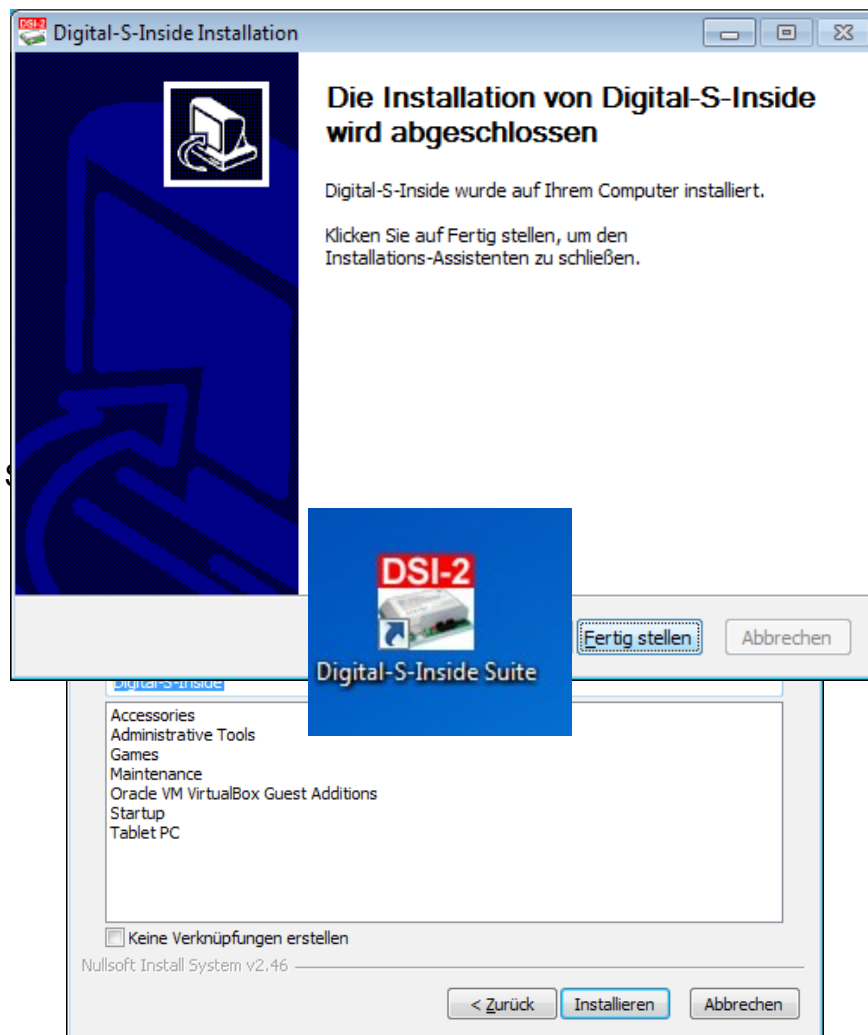 DSI-2
Digital-S-Inside Installation
Die Installation von Digital-S-Inside
wird abgeschlossen
Digital-S-Inside wurde auf Ihrem Computer installiert.
Klicken Sie auf Fertig stellen, um den
Installations-Assistenten zu schließen.
DSI-2
Digital-S-Inside Suite
Fertig stellen
Abbrechen
Digital-S-Inside
Accessories
Administrative Tools
Games
Maintenance
Oracle VM VirtualBox Guest Additions
Startup
Tablet PC
Keine Verknüpfungen erstellen
Nullsoft Install System v2.46
< Zurück
Installieren
Abbrechen